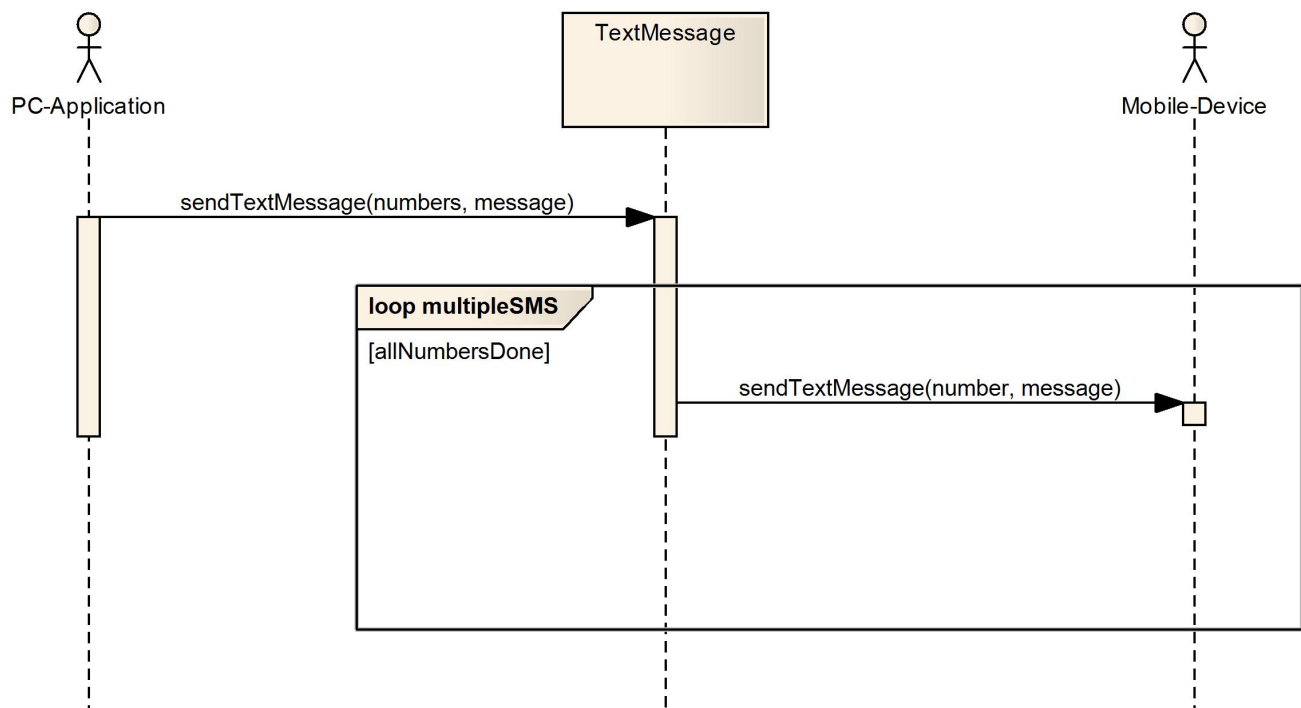 TextMessage
PC-Application
Mobile-Device
sendTextMessage(numbers, message)
loop multipleSMS
[allNumbersDone]
sendTextMessage(number, message)